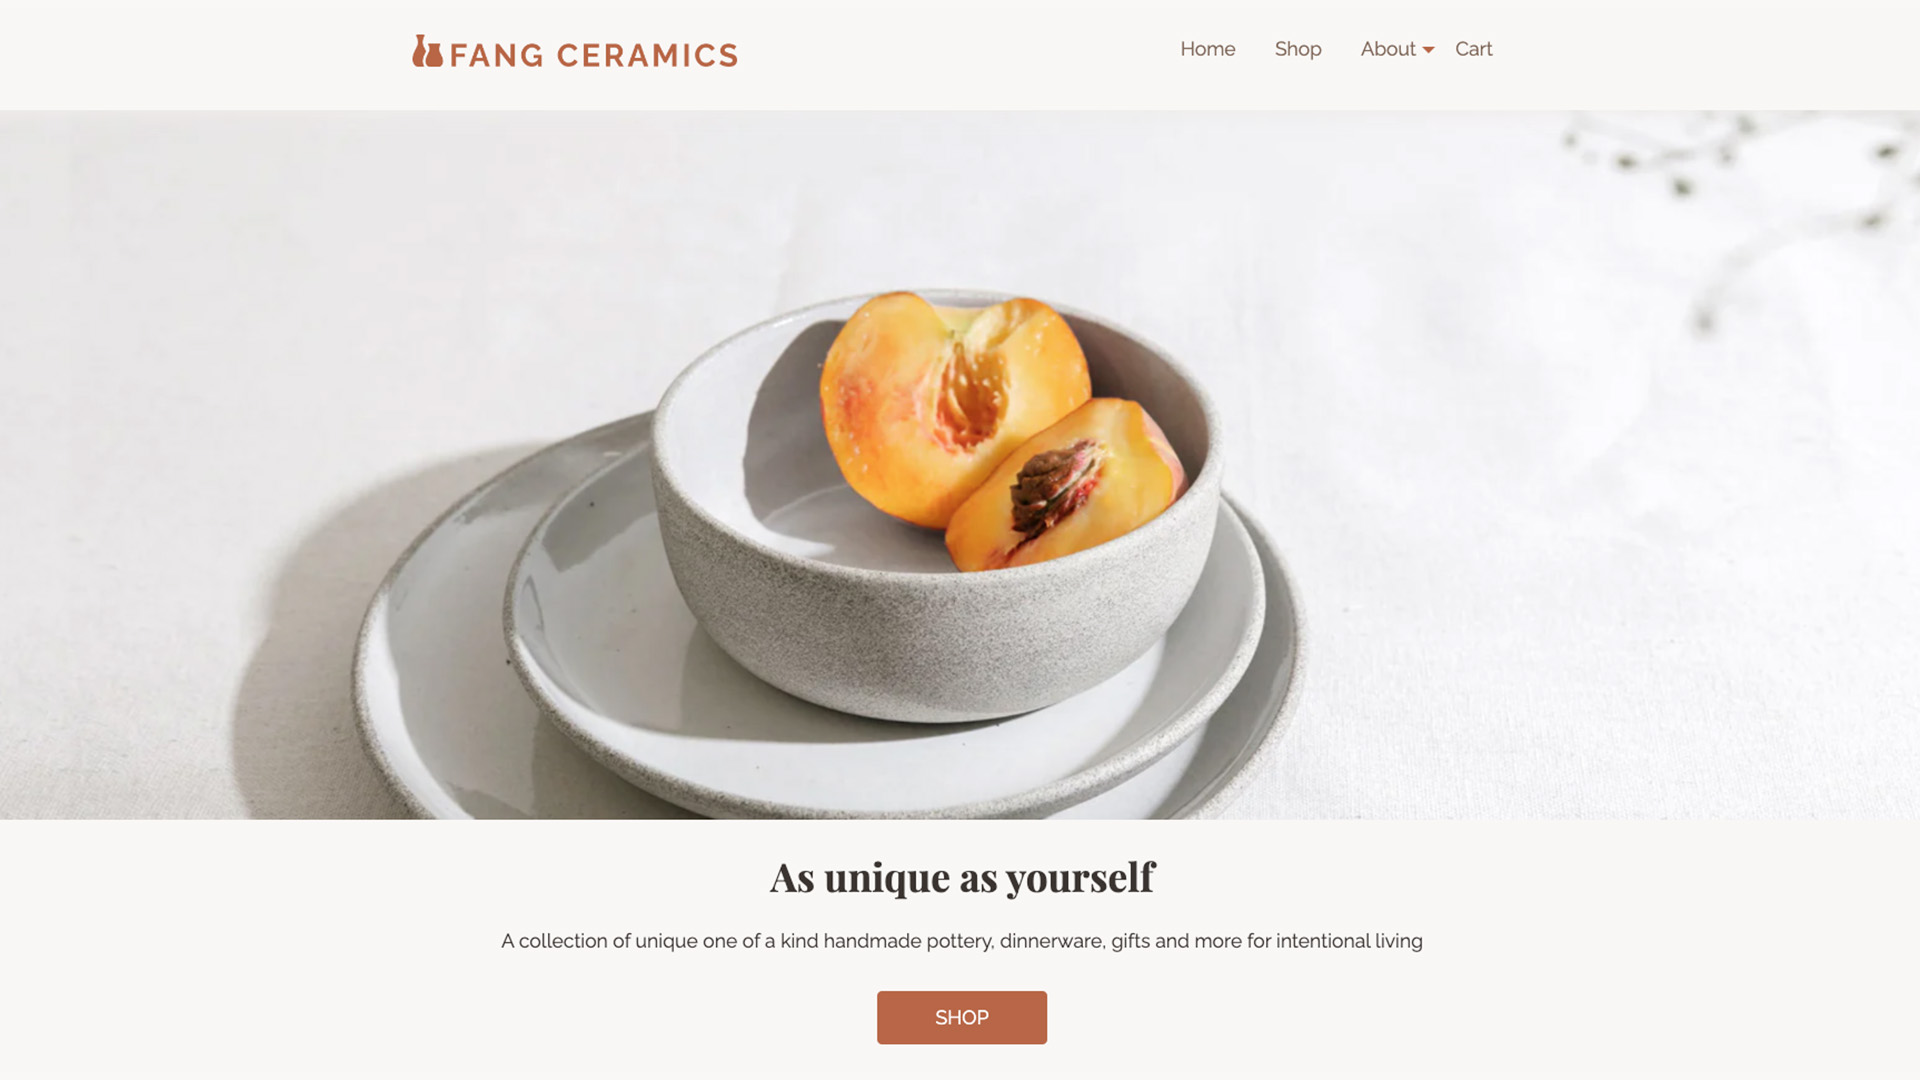 FANG CERAMICS
Home Shop About Cart
As unique as yourself
A collection of unique one of a kind handmade pottery, dinnerware, gifts and more for intentional living
SHOP